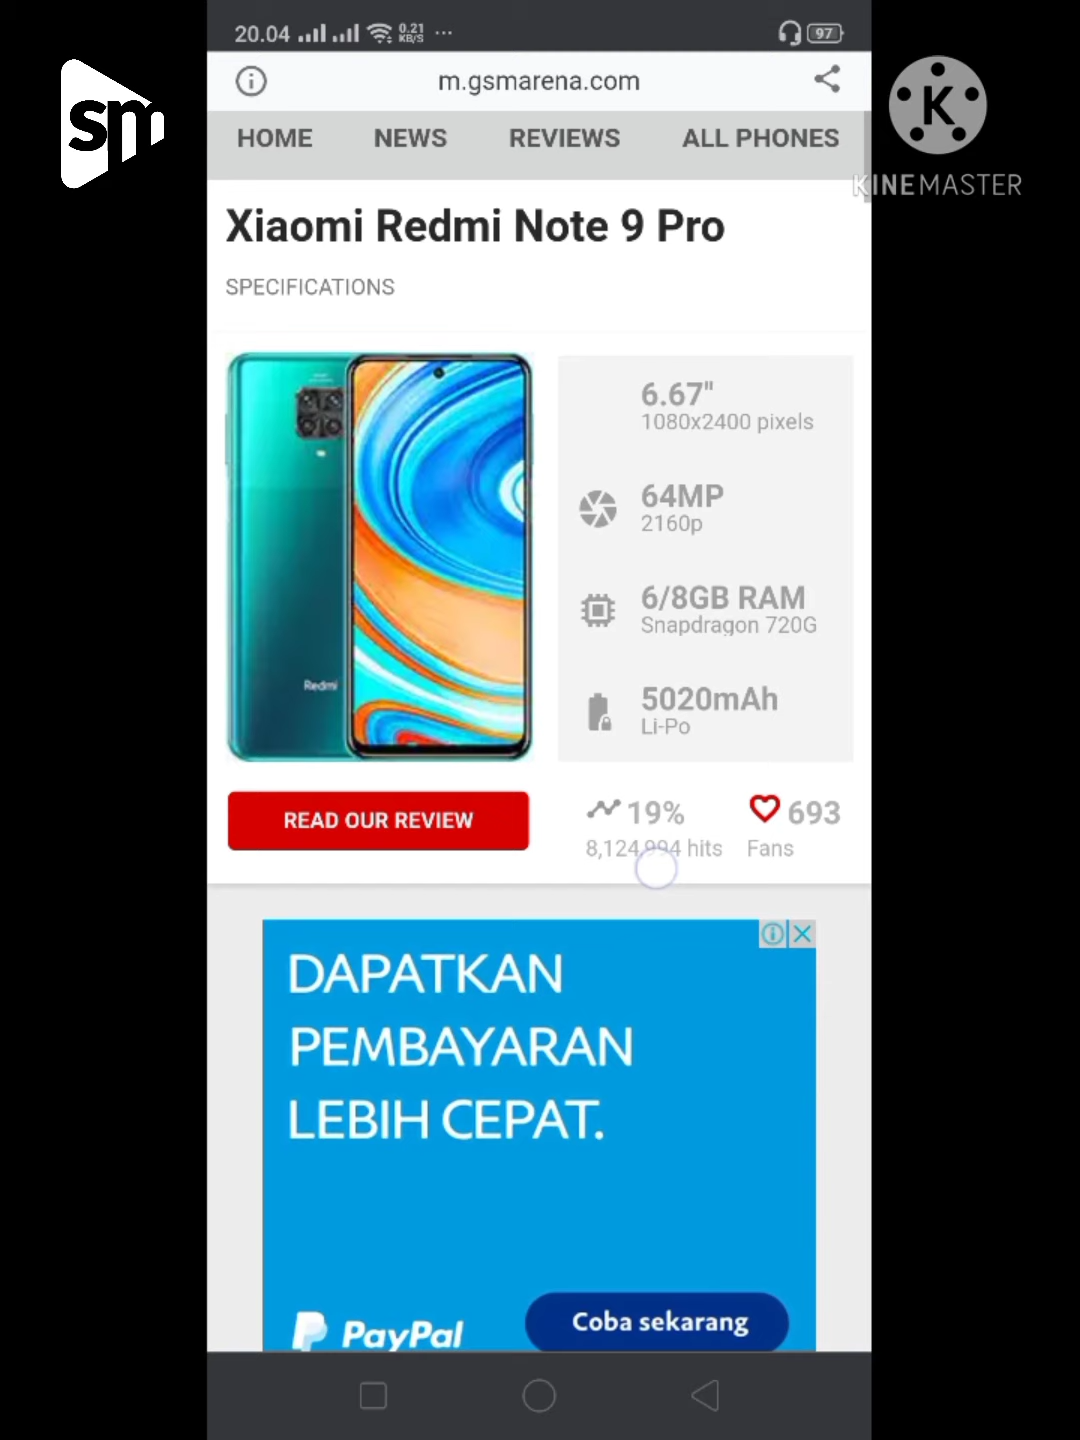 20.04 0.21 KB/S ... 97
sm
m.gsmarena.com
K
KINEMASTER
HOME NEWS REVIEWS ALL PHONES
Xiaomi Redmi Note 9 Pro
SPECIFICATIONS
6.67"
1080x2400 pixels
64MP
2160p
6/8GB RAM
Snapdragon 720G
5020mAh
Li-Po
Redmi
READ OUR REVIEW
19% 693
8,124,994 hits Fans
DAPATKAN
PEMBAYARAN
LEBIH CEPAT.
PayPal Coba sekarang